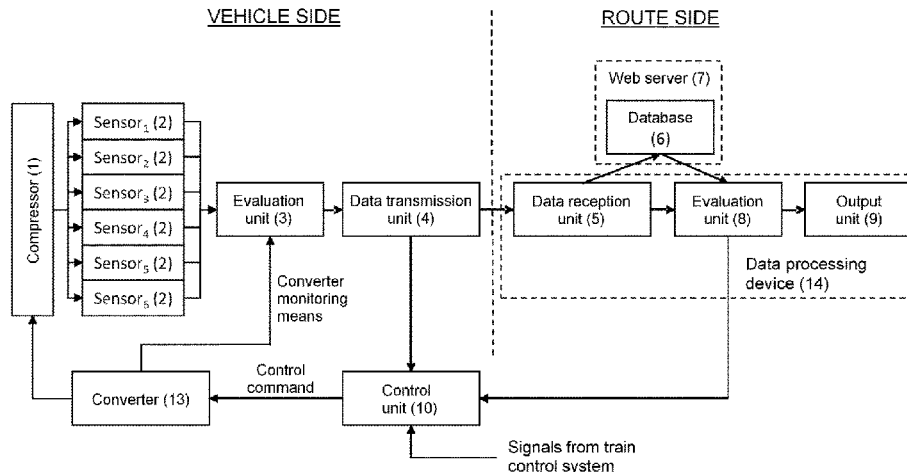 VEHICLE SIDE
ROUTE SIDE
Web server (7)
Database
(6)
Compressor (1)
Sensor₁ (2)
Sensor₂ (2)
Sensor₃ (2)
Sensor₄ (2)
Sensor₅ (2)
Sensor₆ (2)
Evaluation
unit (3)
Data transmission
unit (4)
Data reception
unit (5)
Evaluation
unit (8)
Output
unit (9)
Data processing
device (14)
Converter
monitoring
means
Converter (13)
Control
command
Control
unit (10)
Signals from train
control system